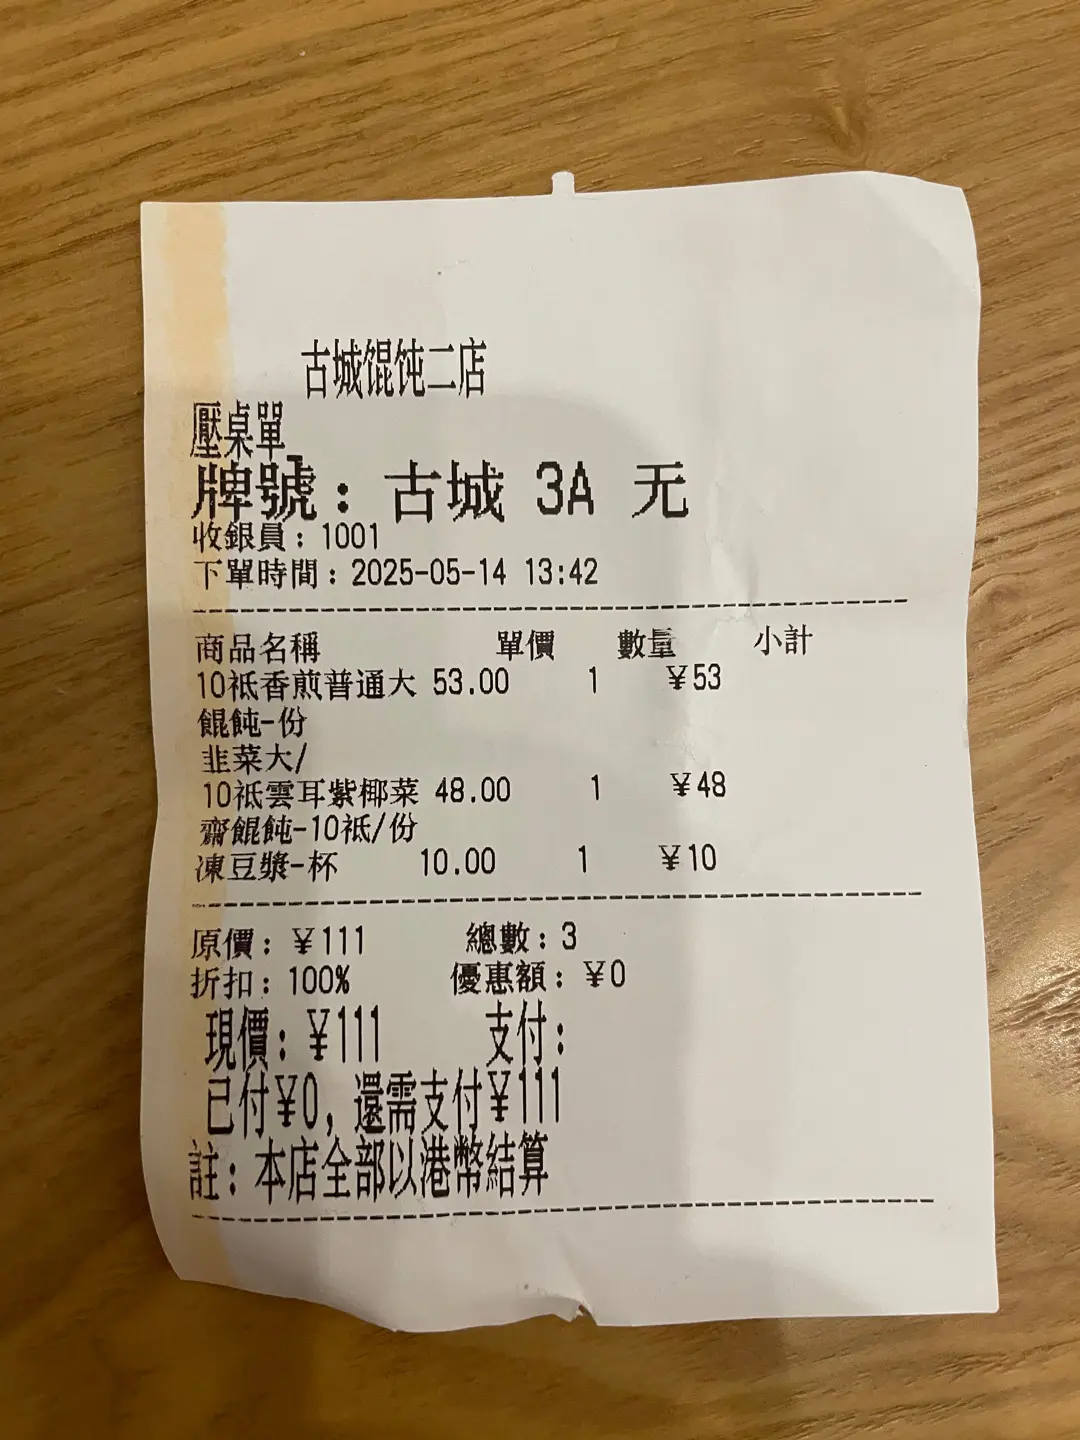 古城馄饨二店
壓桌單
牌號：古城 3A 无
收銀員：1001
下單時間：2025-05-14 13:42
商品名稱 單價 數量 小計
10祗香煎普通大 53.00 1 ¥53
餛飩-份
韭菜大/
10祗雲耳紫椰菜 48.00 1 ¥48
齋餛飩-10祗/份
凍豆漿-杯 10.00 1 ¥10
原價：¥111 總數：3
折扣：100% 優惠額：¥0
現價：¥111 支付：
已付¥0，還需支付¥111
註：本店全部以港幣結算